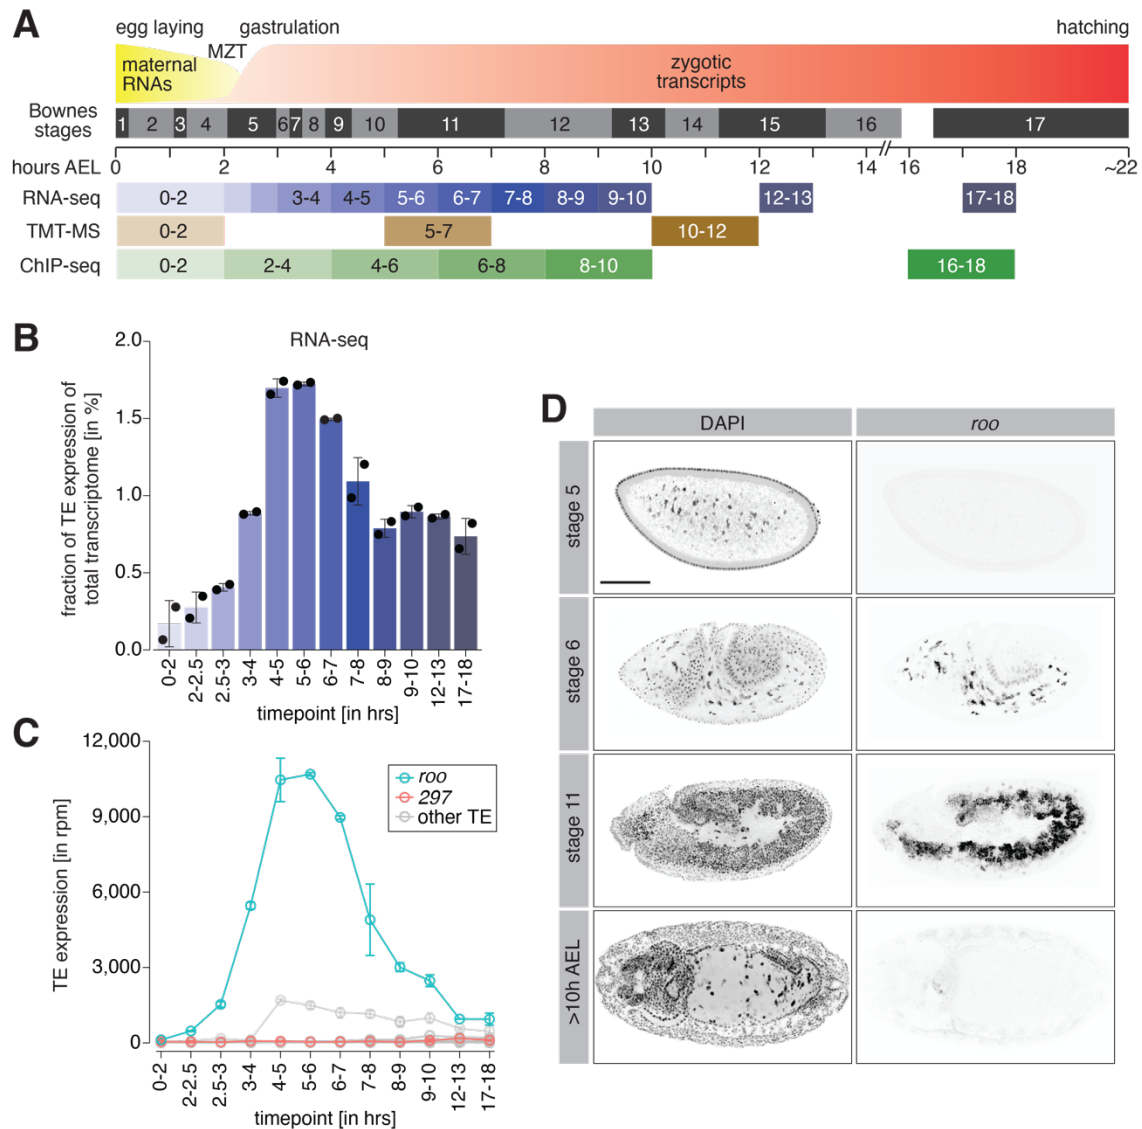 A
egg laying
MZT
gastrulation
hatching
maternal
RNAs
zygotic
transcripts
Bownes
stages
1 2 3 4 5 6 7 8 9 10 11 12 13 14 15 16 17
hours AEL 0 2 4 6 8 10 12 14 16 18 ~22
RNA-seq 0-2 3-4 4-5 5-6 6-7 7-8 8-9 9-10 12-13 17-18
TMT-MS 0-2 5-7 10-12
ChIP-seq 0-2 2-4 4-6 6-8 8-10 16-18
B
RNA-seq
fraction of TE expression of
total transcriptome [in %]
2.0
1.5
1.0
0.5
0.0
0-2 2-2.5 2.5-3 3-4 4-5 5-6 6-7 7-8 8-9 9-10 12-13 17-18
timepoint [in hrs]
C
TE expression [in rpm]
12,000
9,000
6,000
3,000
0
roo
297
other TE
0-2 2-2.5 2.5-3 3-4 4-5 5-6 6-7 7-8 8-9 9-10 12-13 17-18
timepoint [in hrs]
D
DAPI roo
stage 5
stage 6
stage 11
>10h AEL